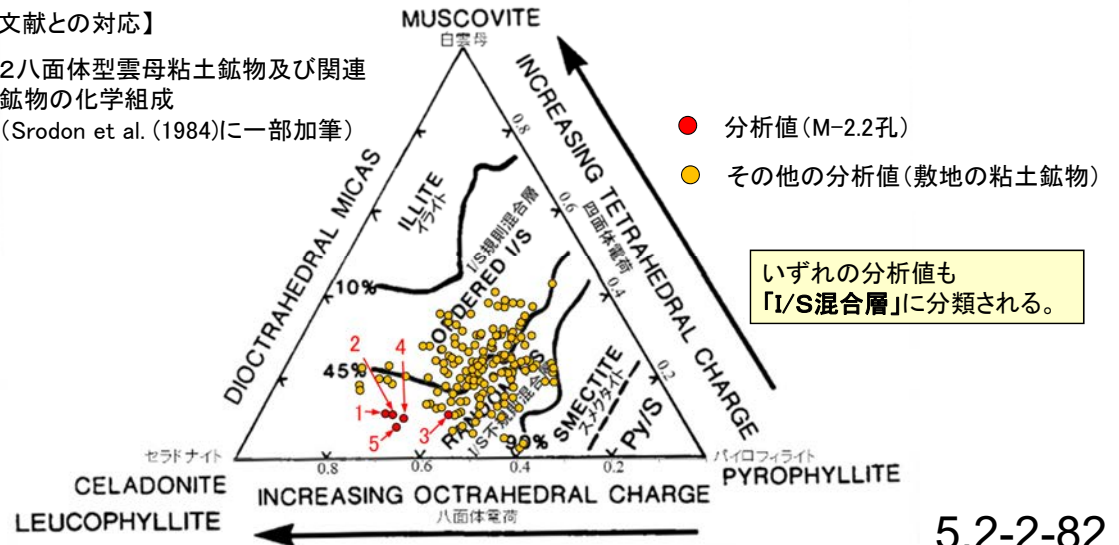 文献との対応】
2八面体型雲母粘土鉱物及び関連
鉱物の化学組成
(Srodon et al. (1984)に一部加筆)
MUSCOVITE
白雲母
分析値(M-2.2孔)
その他の分析値(敷地の粘土鉱物)
いずれの分析値も
「I/S混合層」に分類される。
DIOCTRAHEDRAL MICAS
INCREASING TETRAHEDRAL CHARGE
四面体電荷
0.8
0.6
0.4
0.2
ILLITE
イライト
I/S規則混合層
ORDERED I/S
10%
45%
90%
I/S不規則混合層
SMECTITE
スメクタイト
Py/S
2
4
1
5
3
セラドナイト
パイロフィライト
0.8
0.6
0.4
0.2
CELADONITE
LEUCOPHYLLITE
INCREASING OCTRAHEDRAL CHARGE
八面体電荷
PYROPHYLLITE
5.2-2-82